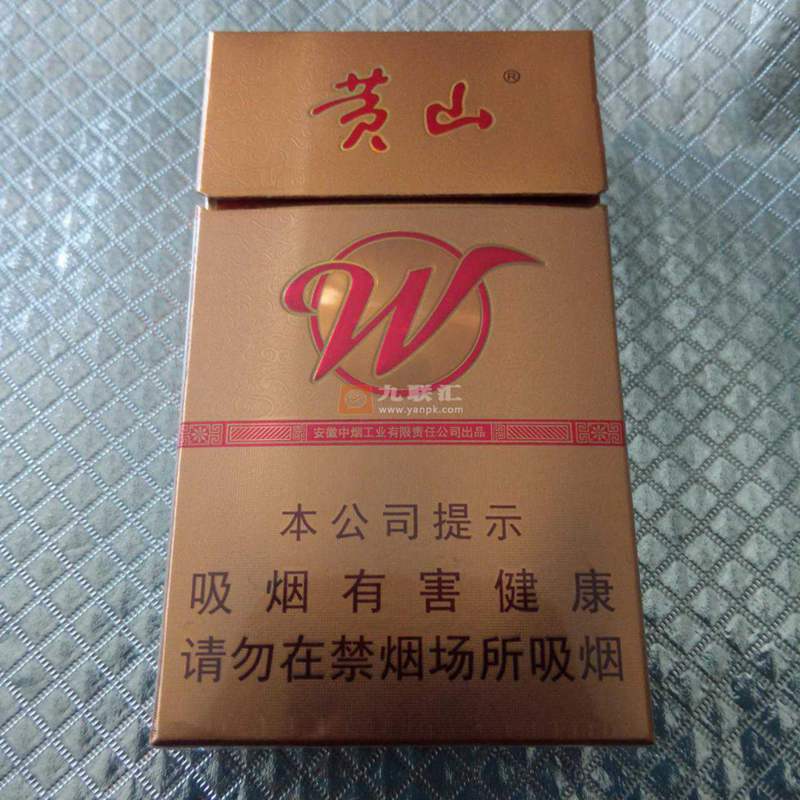 黄山®
W
九联汇
www.yanpk.com
安徽中烟工业有限责任公司出品
本公司提示
吸烟有害健康
请勿在禁烟场所吸烟